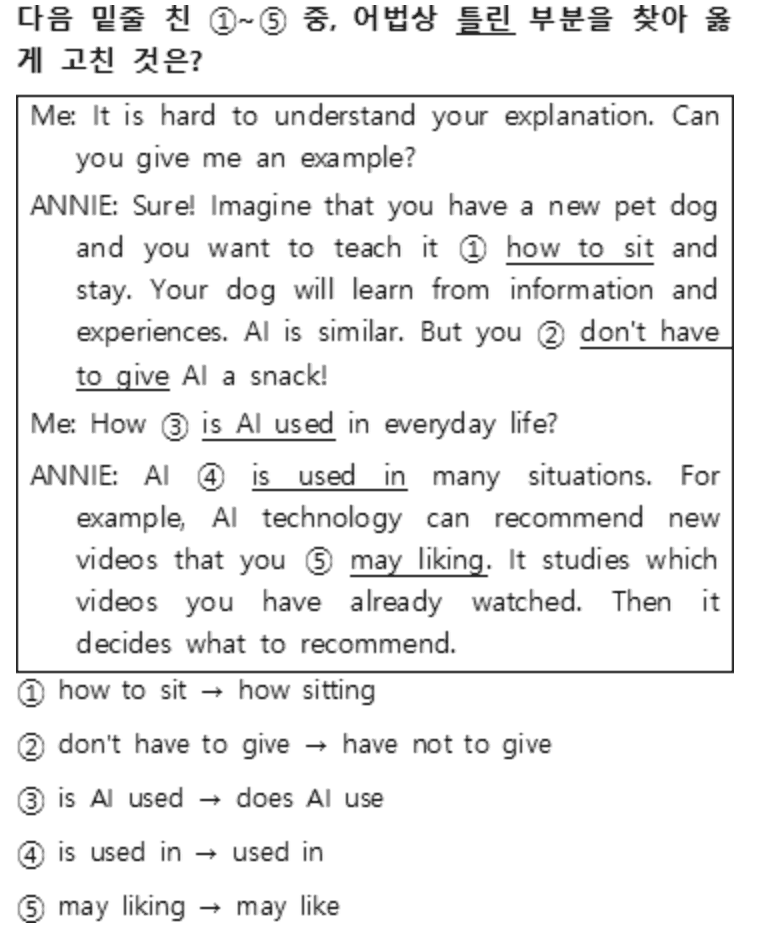 다음 밑줄 친 ①~⑤ 중, 어법상 틀린 부분을 찾아 옳
게 고친 것은?
Me: It is hard to understand your explanation. Can
you give me an example?
ANNIE: Sure! Imagine that you have a new pet dog
and you want to teach it ① how to sit and
stay. Your dog will learn from information and
experiences. AI is similar. But you ② don't have
to give AI a snack!
Me: How ③ is AI used in everyday life?
ANNIE: AI ④ is used in many situations. For
example, AI technology can recommend new
videos that you ⑤ may liking. It studies which
videos you have already watched. Then it
decides what to recommend.
① how to sit → how sitting
② don't have to give → have not to give
③ is AI used → does AI use
④ is used in → used in
⑤ may liking → may like